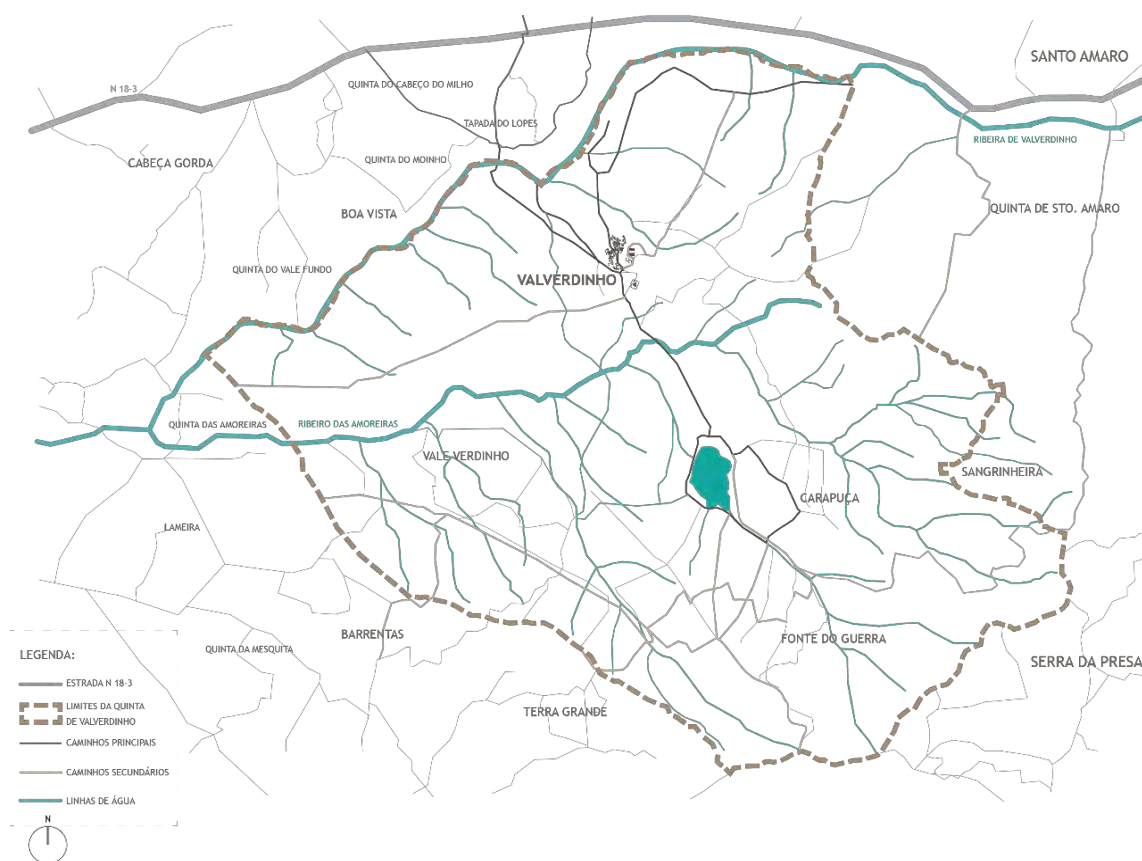 SANTO AMARO
N 18-3
QUINTA DO CABEÇO DO MILHO
TAPADA DO LOPES
RIBEIRA DE VALVERDINHO
CABEÇA GORDA
QUINTA DO MOINHO
BOA VISTA
QUINTA DE STO. AMARO
QUINTA DO VALE FUNDO
VALVERDINHO
QUINTA DAS AMOREIRAS
RIBEIRO DAS AMOREIRAS
VALE VERDINHO
SANGRINHEIRA
CARAPUÇA
LAMEIRA
BARRENTAS
FONTE DO GUERRA
QUINTA DA MESQUITA
SERRA DA PRESA
TERRA GRANDE
LEGENDA:
ESTRADA N 18-3
LIMITES DA QUINTA
DE VALVERDINHO
CAMINHOS PRINCIPAIS
CAMINHOS SECUNDÁRIOS
LINHAS DE ÁGUA
N